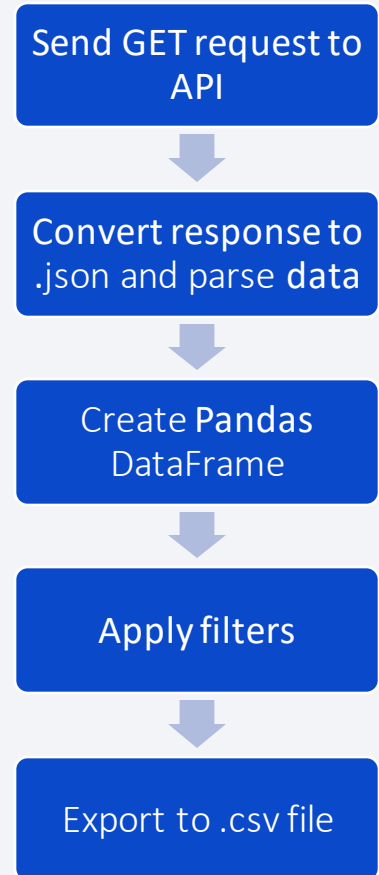 Send GET request to
API
Convert response to
.json and parse data
Create Pandas
DataFrame
Apply filters
Export to .csv file